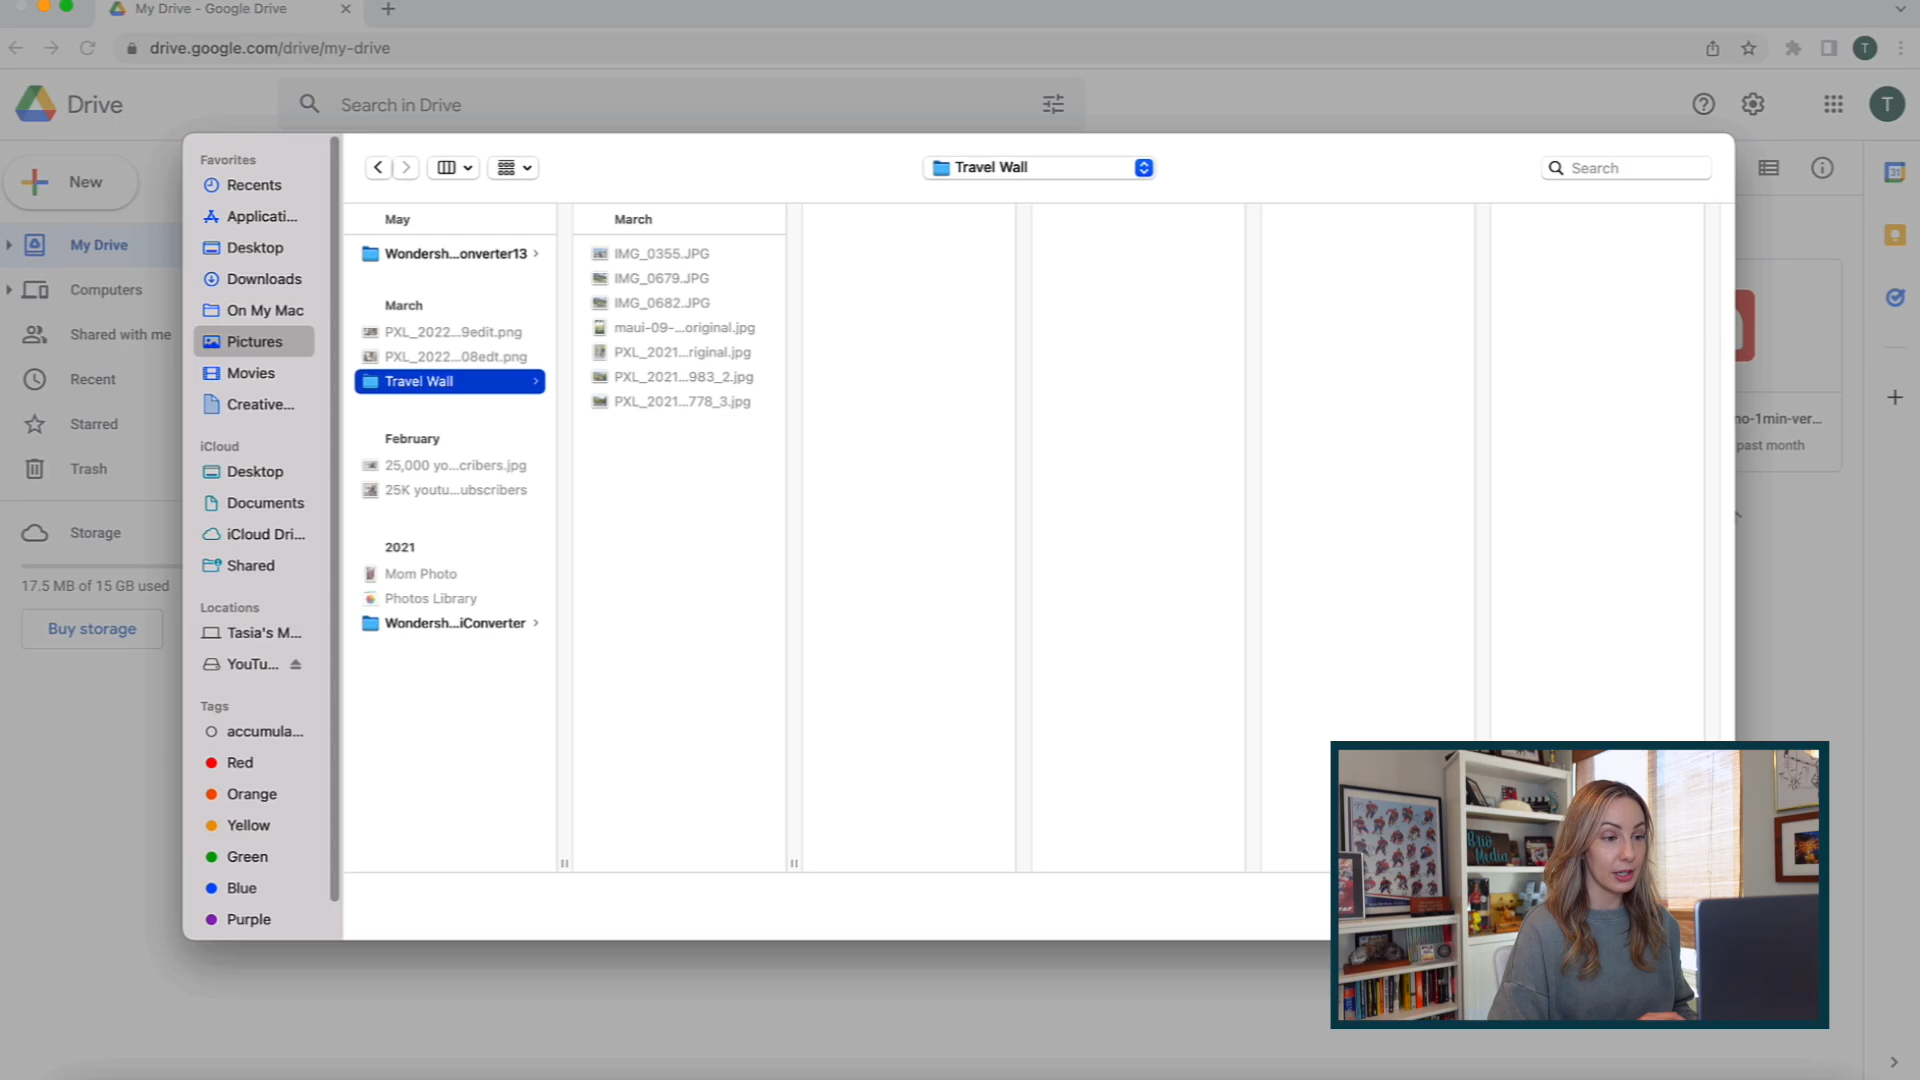 My Drive - Google Drive
drive.google.com/drive/my-drive
T
Drive
Search in Drive
T
New
My Drive
Computers
Shared with me
Recent
Starred
Trash
Storage
17.5 MB of 15 GB used
Buy storage
Favorites
Recents
Applicati...
Desktop
Downloads
On My Mac
Pictures
Movies
Creative...
iCloud
Desktop
Documents
iCloud Dri...
Shared
Locations
Tasia's M...
YouTu...
Tags
accumula...
Red
Orange
Yellow
Green
Blue
Purple
Travel Wall
Search
May
Wondersh...onverter13
March
PXL_2022...9edit.png
PXL_2022...08edt.png
Travel Wall
February
25,000 yo...cribers.jpg
25K youtu...ubscribers
2021
Mom Photo
Photos Library
Wondersh...iConverter
March
IMG_0355.JPG
IMG_0679.JPG
IMG_0682.JPG
maui-09-...original.jpg
PXL_2021...riginal.jpg
PXL_2021...983_2.jpg
PXL_2021...778_3.jpg
no-1min-ver...
past month
31
Brio
Media